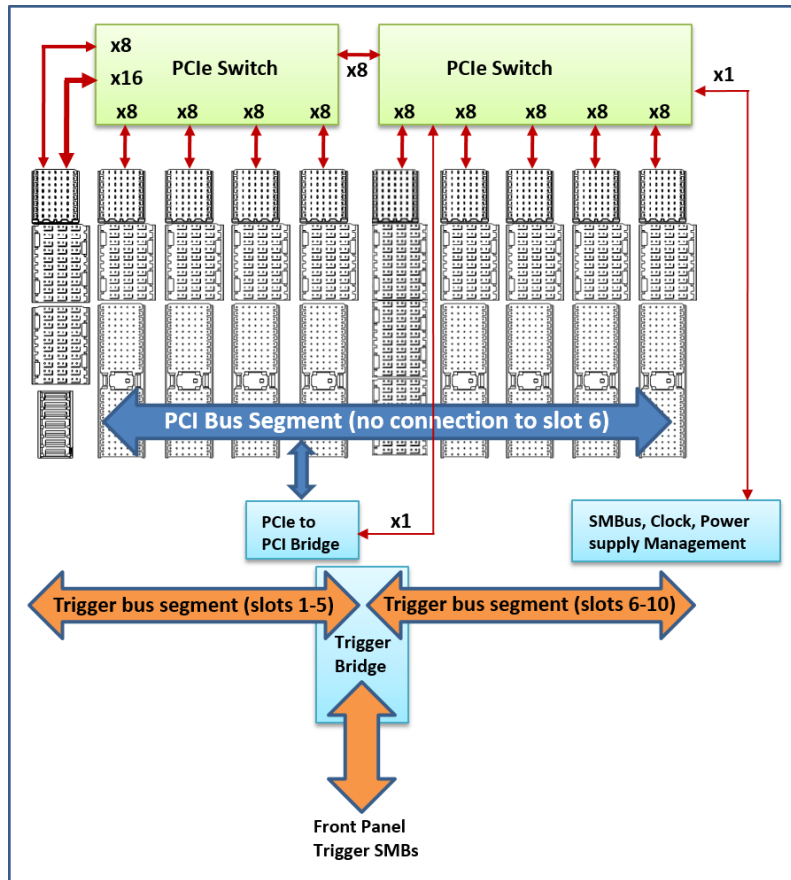 x8
x16
PCIe Switch
x8
PCIe Switch
x1
x8 x8 x8 x8
x8 x8 x8 x8 x8
PCI Bus Segment (no connection to slot 6)
PCIe to
PCI Bridge
x1
SMBus, Clock, Power
supply Management
Trigger bus segment (slots 1-5)
Trigger bus segment (slots 6-10)
Trigger
Bridge
Front Panel
Trigger SMBs